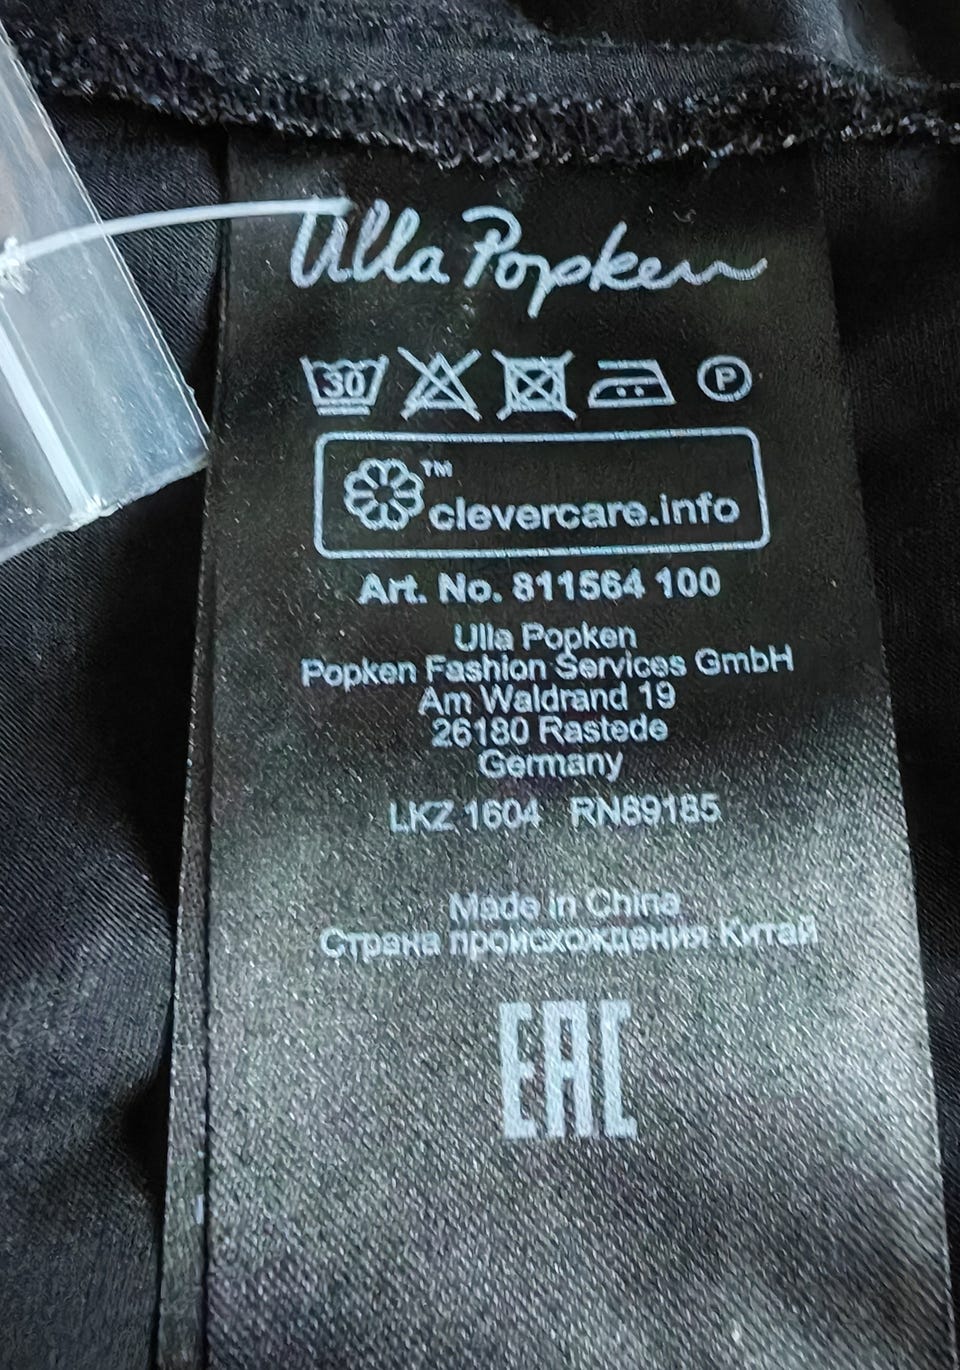 Ulla Popken
30 P
™
clevercare.info
Art. No. 811564 100
Ulla Popken
Popken Fashion Services GmbH
Am Waldrand 19
26180 Rastede
Germany
LKZ 1604 RN89185
Made in China
Страна происхождения Китай
EAC